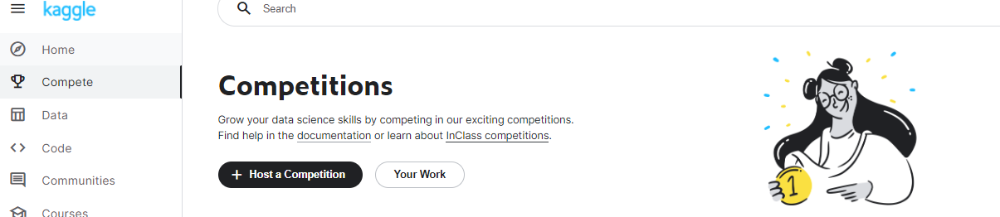 kaggle
Search
Home
Compete
Data
Code
Communities
Courses
Competitions
Grow your data science skills by competing in our exciting competitions.
Find help in the documentation or learn about InClass competitions.
+ Host a Competition
Your Work
1